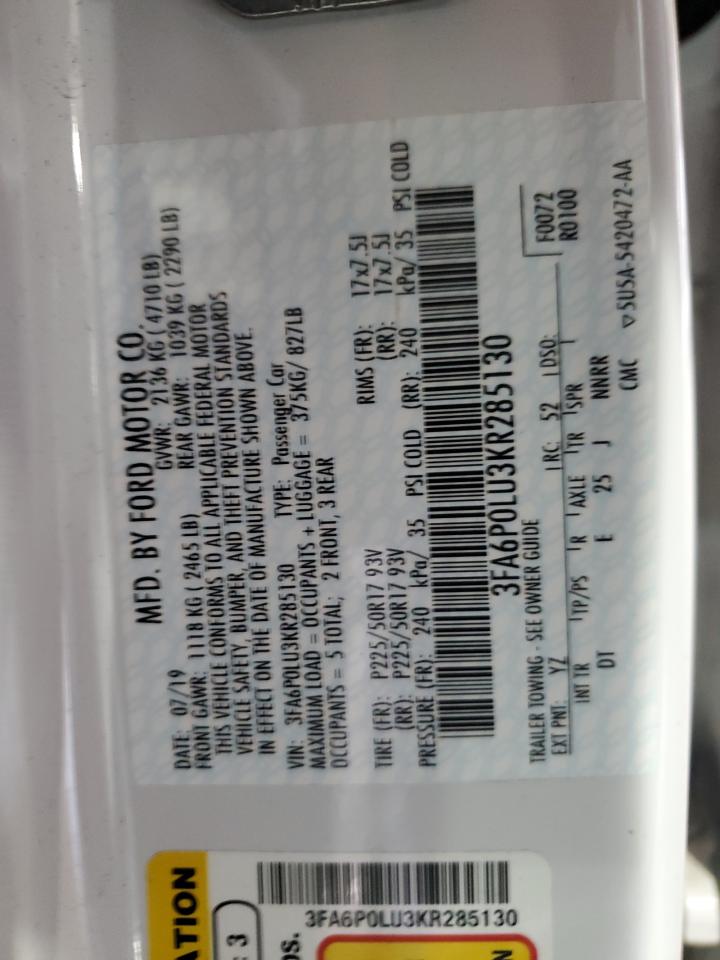 MFD. BY FORD MOTOR CO.
DATE: 07/19 GVWR: 2136 KG ( 4710 LB)
FRONT GAWR: 1118 KG ( 2465 LB) REAR GAWR: 1039 KG ( 2290 LB)
THIS VEHICLE CONFORMS TO ALL APPLICABLE FEDERAL MOTOR
VEHICLE SAFETY, BUMPER, AND THEFT PREVENTION STANDARDS
IN EFFECT ON THE DATE OF MANUFACTURE SHOWN ABOVE.
VIN: 3FA6P0LU3KR285130 TYPE: Passenger Car
MAXIMUM LOAD = OCCUPANTS + LUGGAGE = 375KG/ 827LB
OCCUPANTS = 5 TOTAL; 2 FRONT, 3 REAR
TIRE (FR): P225/50R17 93V RIMS (FR): 17x7.5J
(RR): P225/50R17 93V (RR): 17x7.5J
PRESSURE (FR): 240 kPa/ 35 PSI COLD (RR): 240 kPa/ 35 PSI COLD
3FA6P0LU3KR285130
TRAILER TOWING - SEE OWNER GUIDE F0072
EXT PNT: YZ RC: 52 DSO: R0100
INT TR TP/PS R AXLE TR SPR
DT E 25 J NNRR
CMC ▽5U5A-5420472-AA
ATION
: 3
os.
3FA6P0LU3KR285130
N